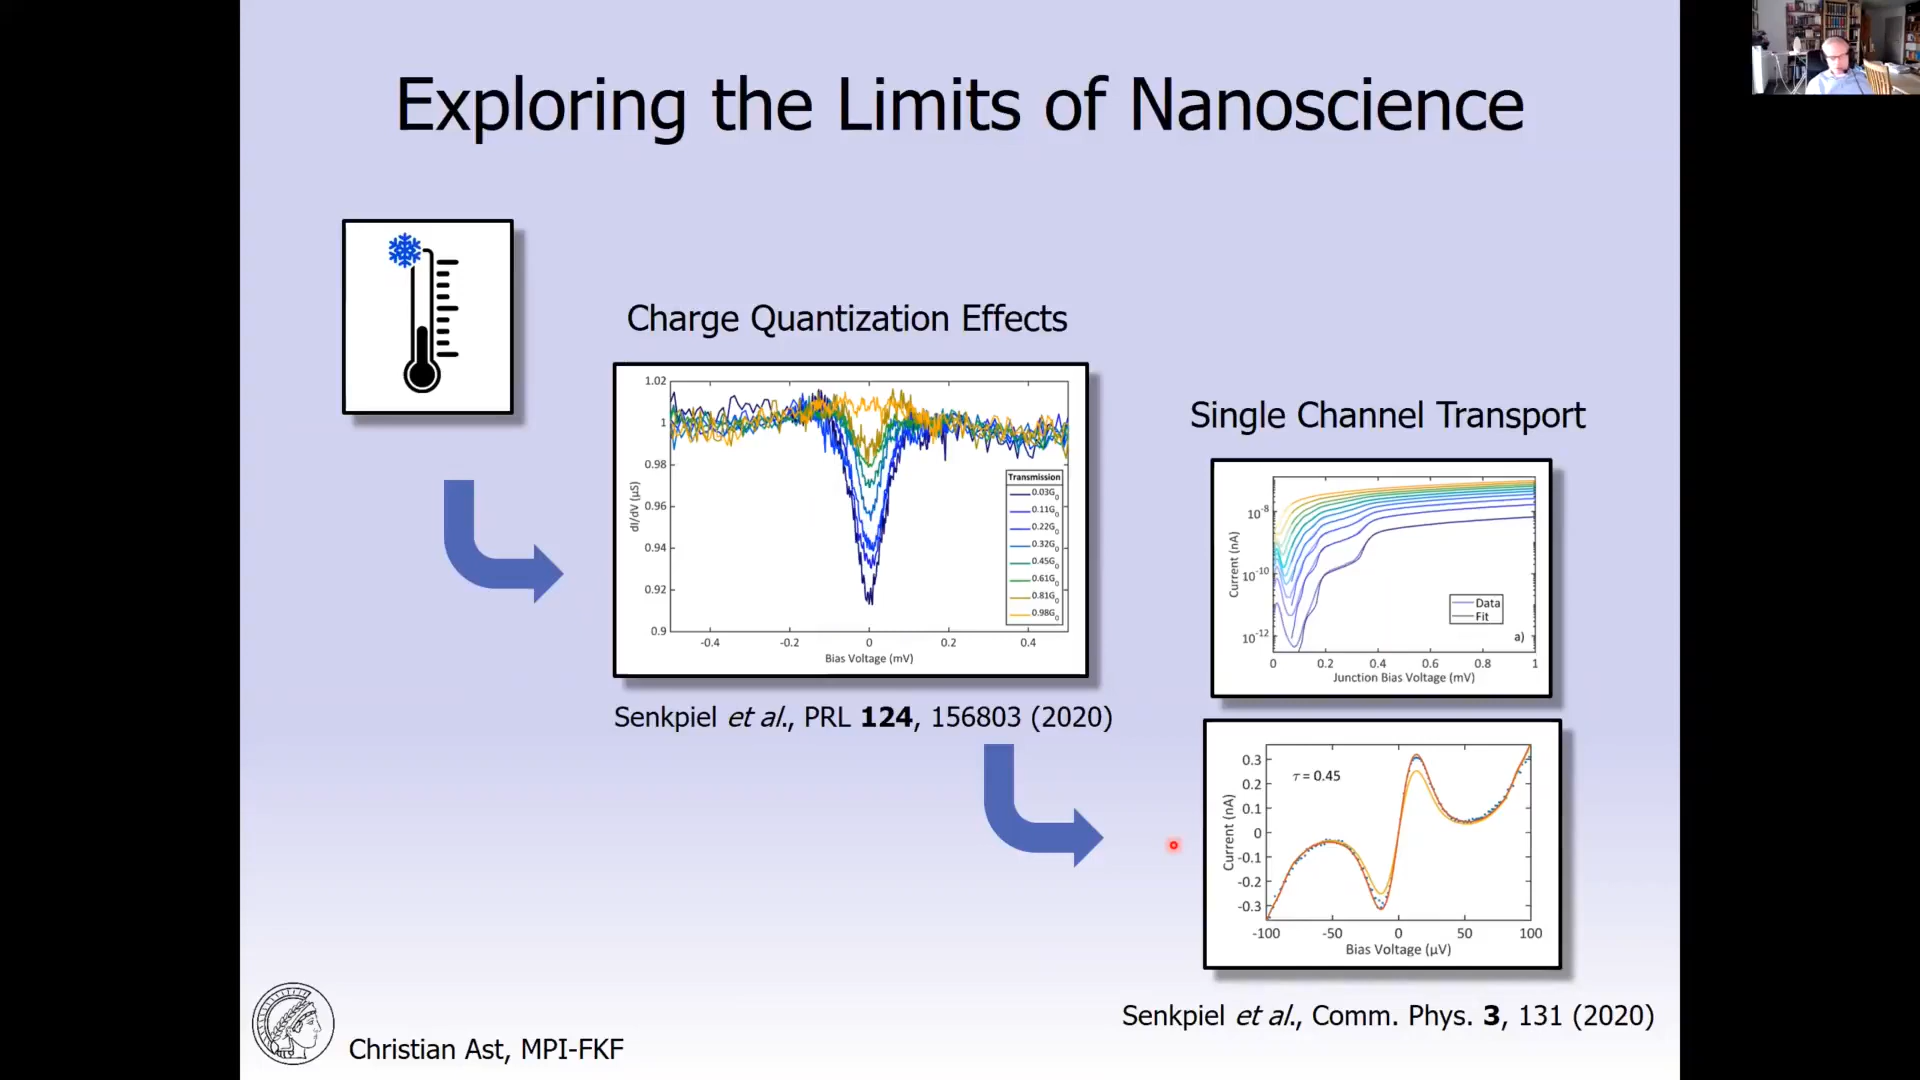 Exploring the Limits of Nanoscience
Charge Quantization Effects
1.02
1
0.98
0.96
0.94
0.92
0.9
dI/dV (µS)
-0.4
-0.2
0
0.2
0.4
Bias Voltage (mV)
Transmission
0.03G0
0.11G0
0.22G0
0.32G0
0.45G0
0.61G0
0.81G0
0.98G0
Senkpiel et al., PRL 124, 156803 (2020)
Single Channel Transport
10-8
10-10
10-12
Current (nA)
Data
Fit
a)
0
0.2
0.4
0.6
0.8
1
Junction Bias Voltage (mV)
τ = 0.45
0.3
0.2
0.1
0
-0.1
-0.2
-0.3
Current (nA)
-100
-50
0
50
100
Bias Voltage (µV)
Senkpiel et al., Comm. Phys. 3, 131 (2020)
Christian Ast, MPI-FKF